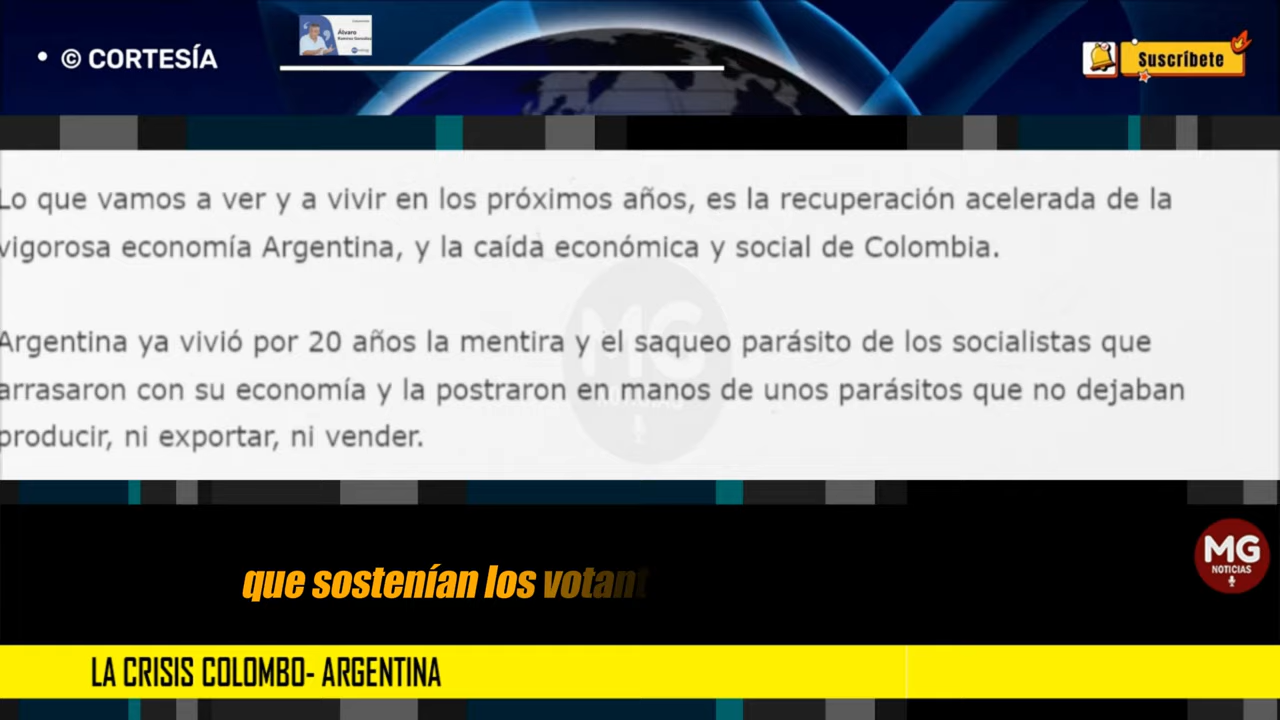 • © CORTESÍA
Álvaro
Suscríbete
Lo que vamos a ver y a vivir en los próximos años, es la recuperación acelerada de la
vigorosa economía Argentina, y la caída económica y social de Colombia.
Argentina ya vivió por 20 años la mentira y el saqueo parásito de los socialistas que
arrasaron con su economía y la postraron en manos de unos parásitos que no dejaban
producir, ni exportar, ni vender.
MG
que sostenían los votant
MG
NOTICIAS
LA CRISIS COLOMBO- ARGENTINA